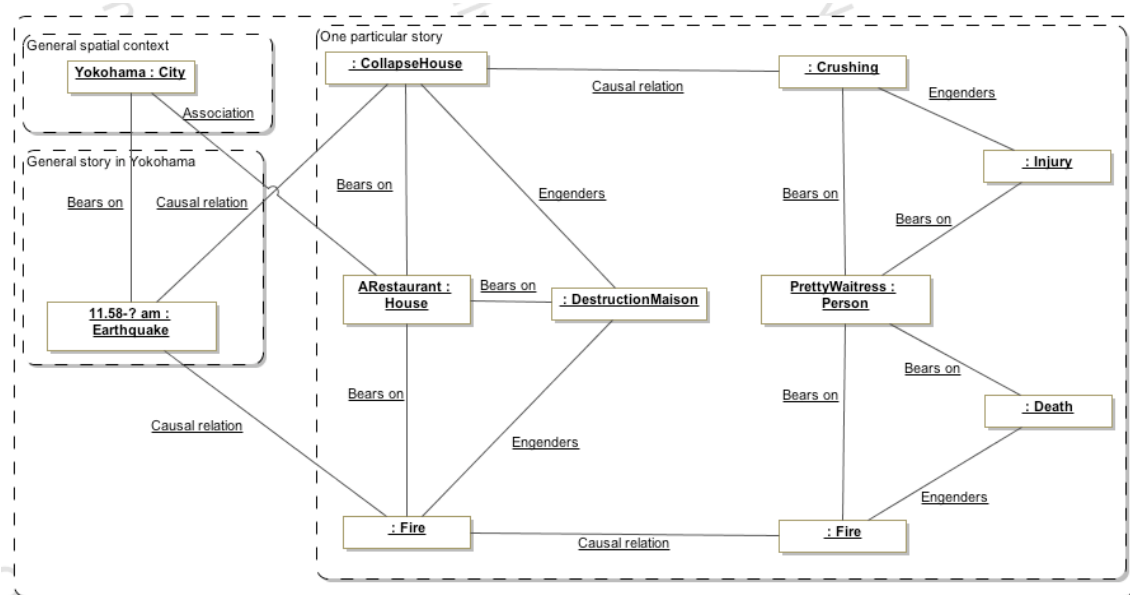 General spatial context
One particular story
Yokohama : City
: CollapseHouse
: Crushing
Causal relation
Engenders
Association
General story in Yokohama
: Injury
Bears on
Causal relation
Bears on
Engenders
Bears on
Bears on
11.58-? am :
Earthquake
ARestaurant :
House
Bears on
: DestructionMaison
PrettyWaitress :
Person
Bears on
Bears on
Bears on
: Death
Causal relation
Engenders
Engenders
: Fire
Causal relation
: Fire